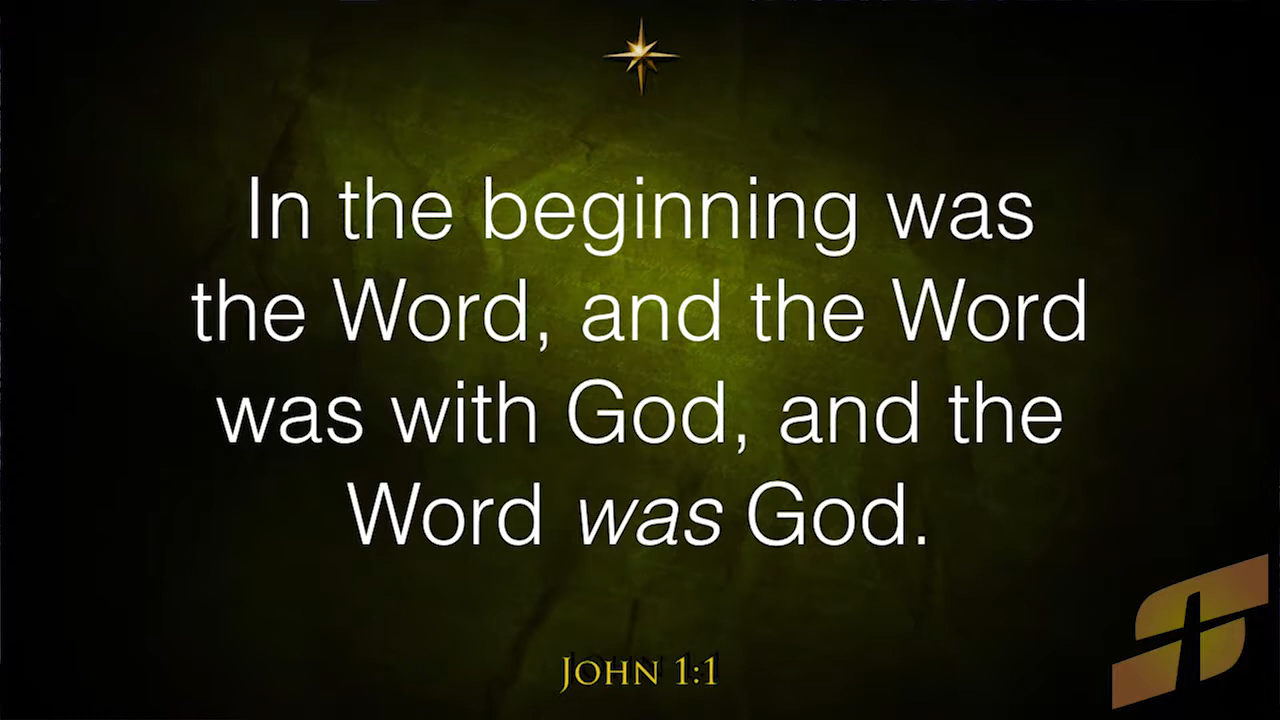 In the beginning was
the Word, and the Word
was with God, and the
Word was God.
John 1:1